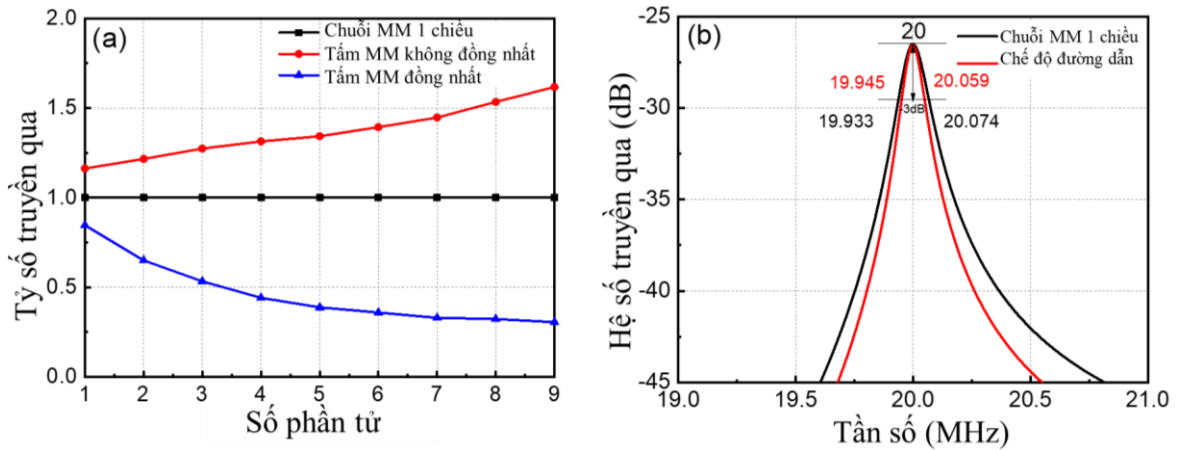 (a)
Chuỗi MM 1 chiều
Tấm MM không đồng nhất
Tấm MM đồng nhất
Tỷ số truyền qua
2.0
1.5
1.0
0.5
0.0
1 2 3 4 5 6 7 8 9
Số phần tử
(b)
Chuỗi MM 1 chiều
Chế độ đường dẫn
20
19.945 20.059
-3dB
19.933 20.074
Hệ số truyền qua (dB)
-25
-30
-35
-40
-45
19.0 19.5 20.0 20.5 21.0
Tần số (MHz)